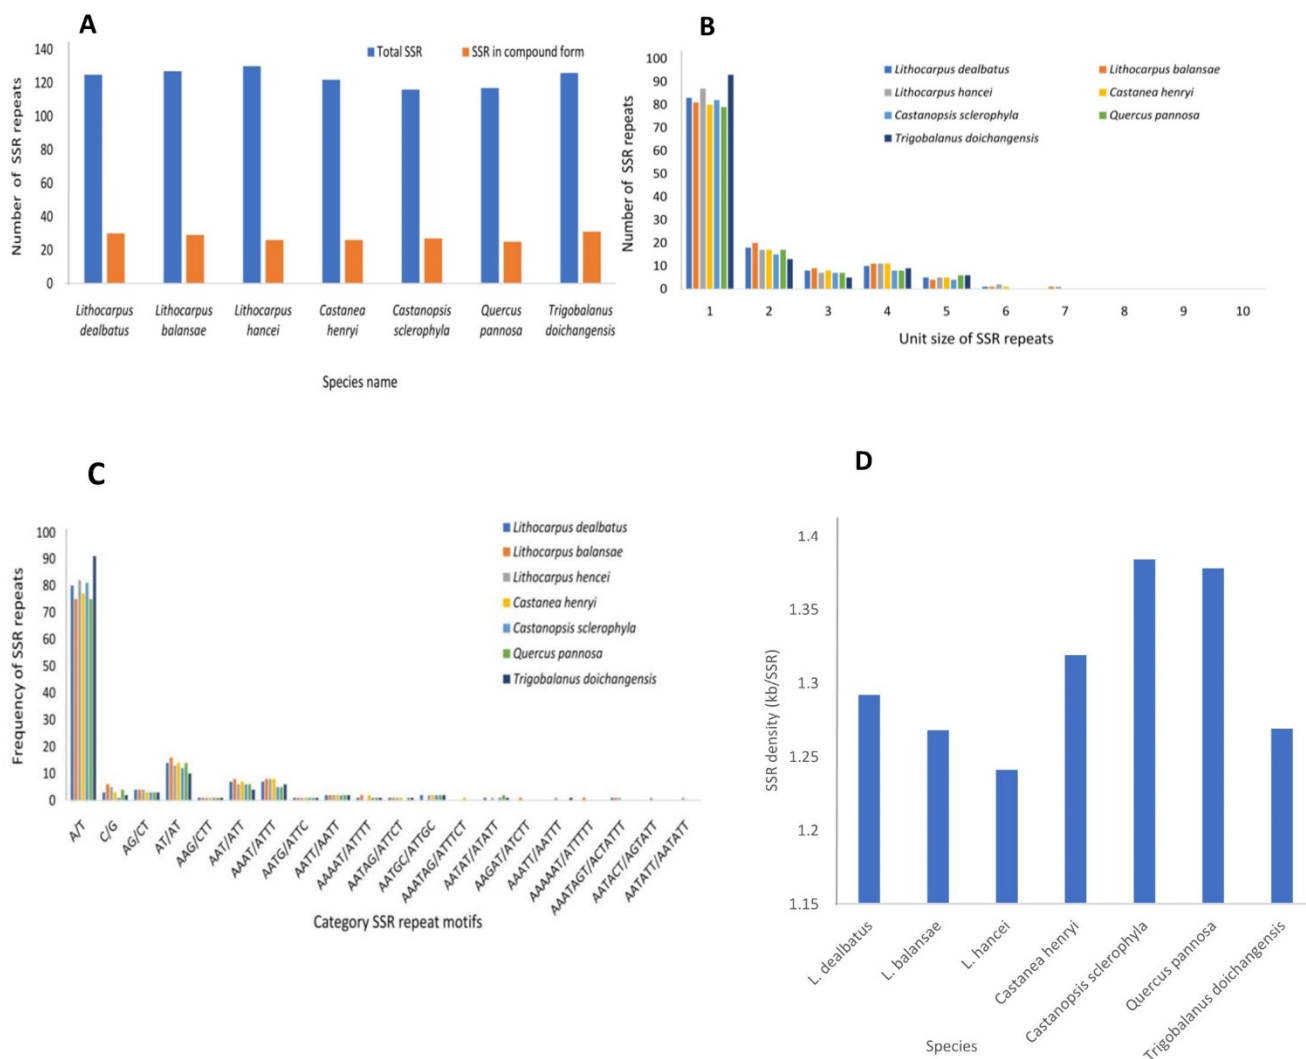 A
Total SSR
SSR in compound form
Number of SSR repeats
140
120
100
80
60
40
20
0
Lithocarpus dealbatus
Lithocarpus balansae
Lithocarpus hancei
Castanea henryi
Castanopsis sclerophyla
Quercus pannosa
Trigobalanus doichangensis
Species name
B
Lithocarpus dealbatus
Lithocarpus balansae
Lithocarpus hancei
Castanea henryi
Castanopsis sclerophyla
Quercus pannosa
Trigobalanus doichangensis
Number of SSR repeats
100
90
80
70
60
50
40
30
20
10
0
1 2 3 4 5 6 7 8 9 10
Unit size of SSR repeats
C
Lithocarpus dealbatus
Lithocarpus balansae
Lithocarpus hencei
Castanea henryi
Castanopsis sclerophyla
Quercus pannosa
Trigobalanus doichangensis
Frequency of SSR repeats
100
90
80
70
60
50
40
30
20
10
0
A/T
C/G
AG/CT
AT/AT
AAG/CTT
AAT/ATT
AAAT/ATTT
AATG/ATTC
AATT/AATT
AAAAT/ATTTT
AATAG/ATTCT
AATGC/ATTGC
AAATAG/ATTTCT
AATAT/ATATT
AAGAT/ATCTT
AAATT/AATTT
AAAAAT/ATTTTT
AAATAGT/ACTATTT
AATACT/AGTATT
AATATT/AATATT
Category SSR repeat motifs
D
SSR density (kb/SSR)
1.4
1.35
1.3
1.25
1.2
1.15
L. dealbatus
L. balansae
L. hancei
Castanea henryi
Castanopsis sclerophyla
Quercus pannosa
Trigobalanus doichangensis
Species